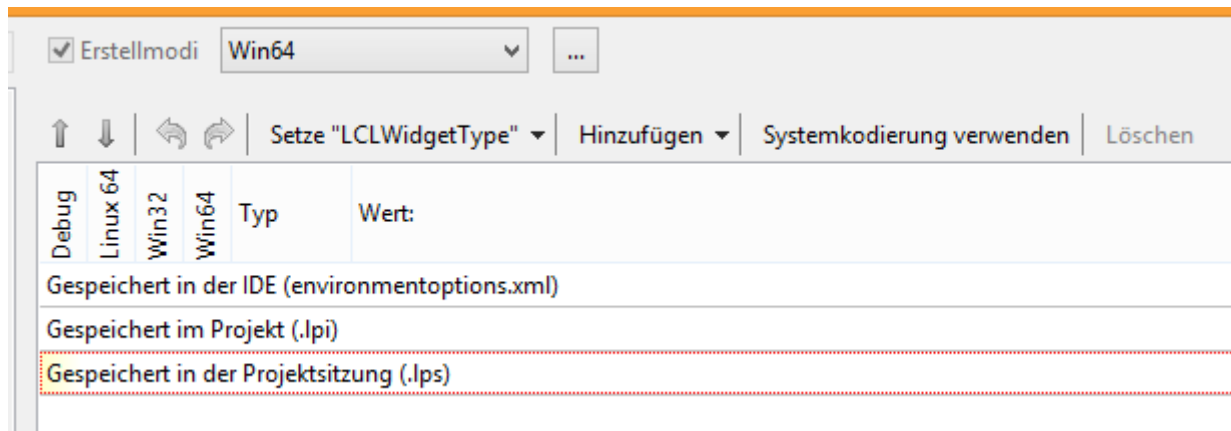 Erstellmodi Win64 ...
Setze "LCLWidgetType" Hinzufügen Systemkodierung verwenden Löschen
Debug Linux 64 Win32 Win64 Typ Wert:
Gespeichert in der IDE (environmentoptions.xml)
Gespeichert im Projekt (.lpi)
Gespeichert in der Projektsitzung (.lps)